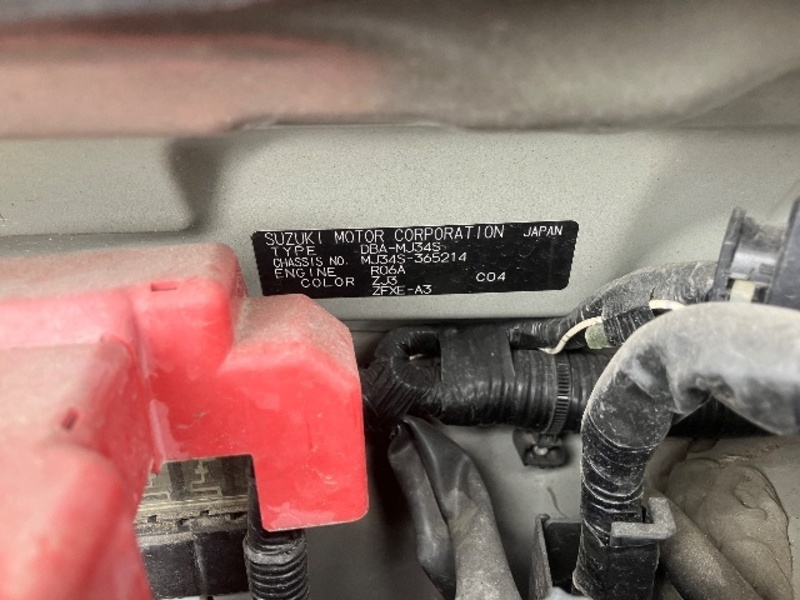 SUZUKI MOTOR CORPORATION JAPAN
TYPE DBA-MJ34S
CHASSIS NO. MJ34S-365214
ENGINE R06A
COLOR ZJ3 C04
ZFXE-A3